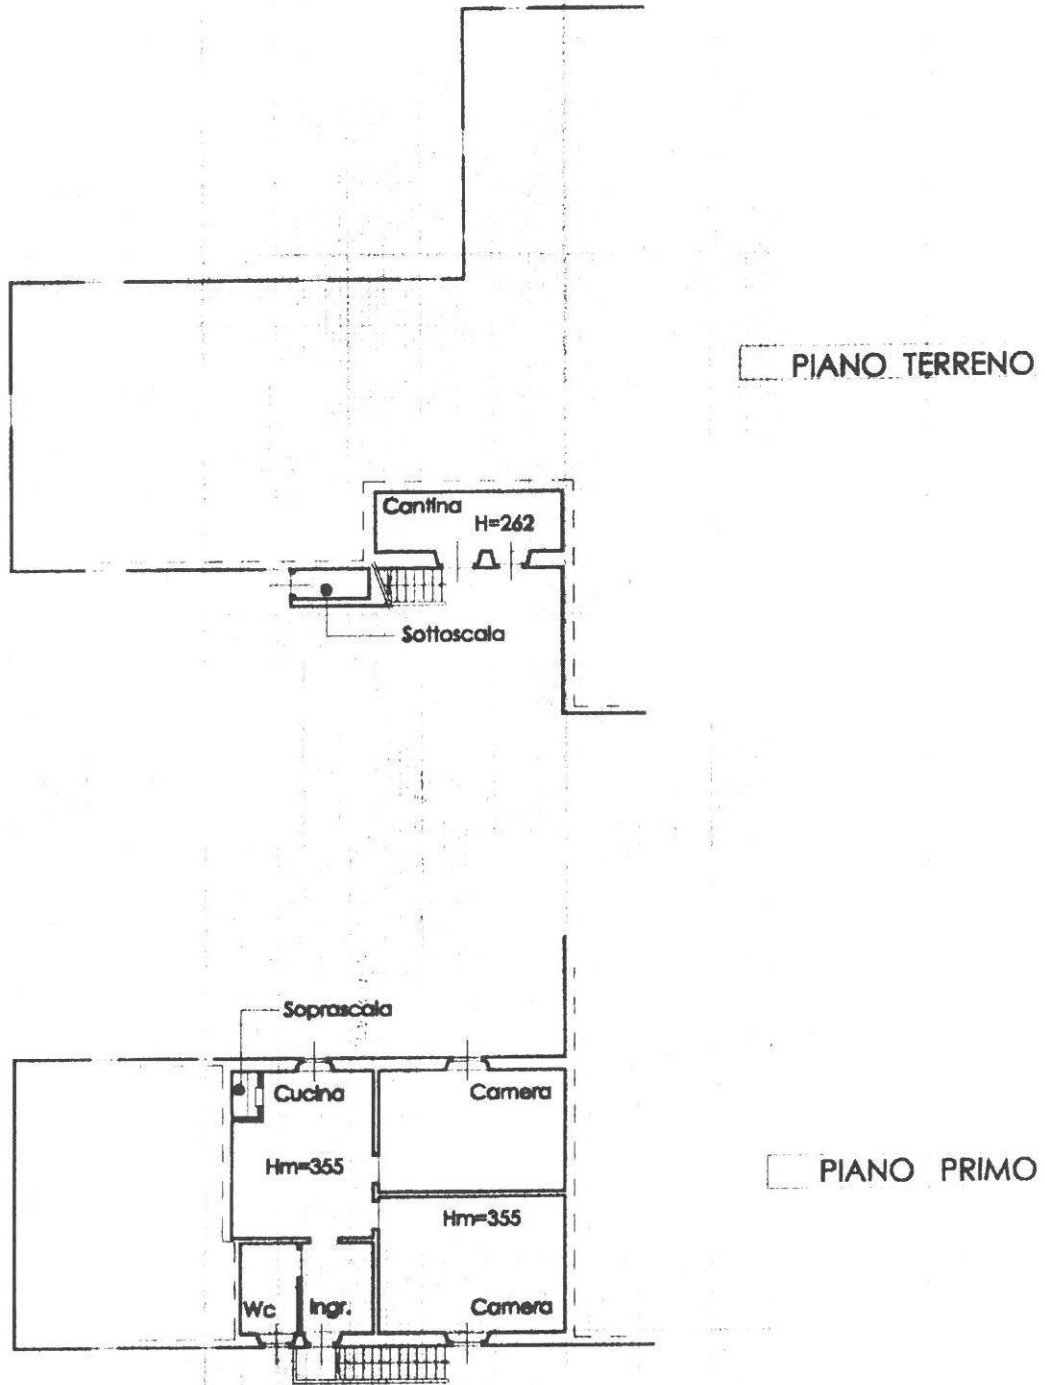 PIANO TERRENO
Cantina
H=262
Sottoscala
Soprascala
Cucina
Camera
Hm=355
PIANO PRIMO
Hm=355
Wc
Ingr.
Camera